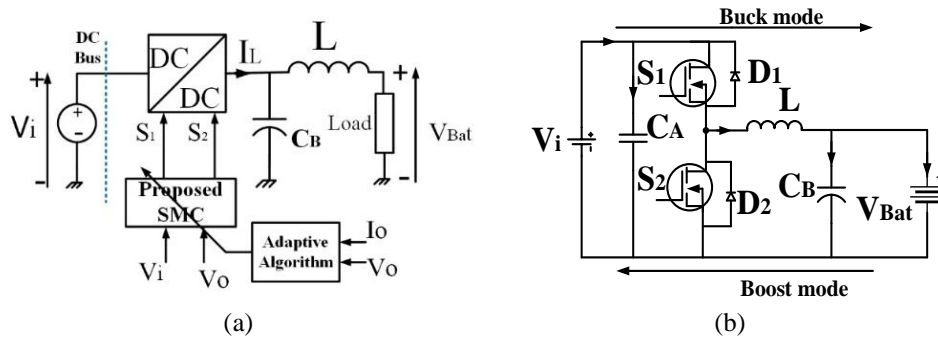 DC
Bus
DC
DC
IL
L
+
Vi
-
+
-
S1
S2
CB
Load
+
VBat
-
Proposed
SMC
Vi
Vo
Adaptive
Algorithm
Io
Vo
(a)
Buck mode
S1
D1
Vi
+
-
CA
L
S2
D2
CB
VBat
Boost mode
(b)